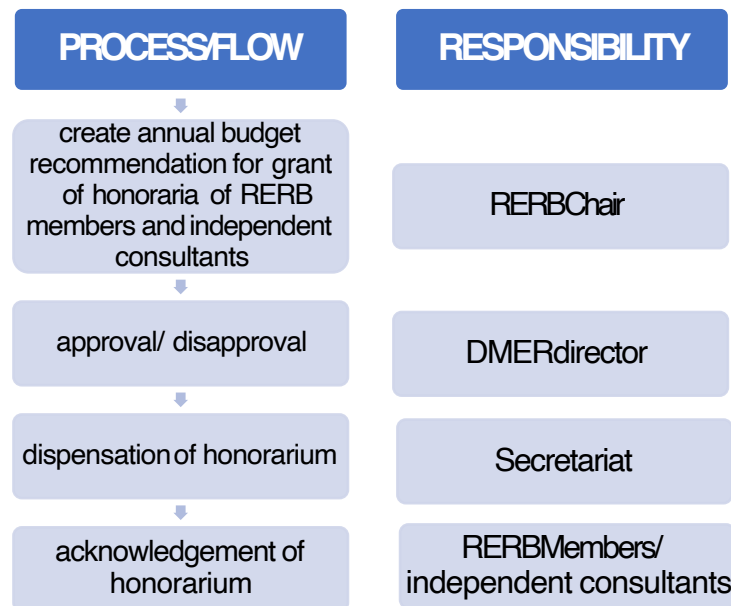 PROCESS/FLOW
RESPONSIBILITY
create annual budget
recommendation for grant
of honoraria of RERB
members and independent
consultants
RERBChair
approval/ disapproval
DMERdirector
dispensation of honorarium
Secretariat
acknowledgement of
honorarium
RERBMembers/
independent consultants